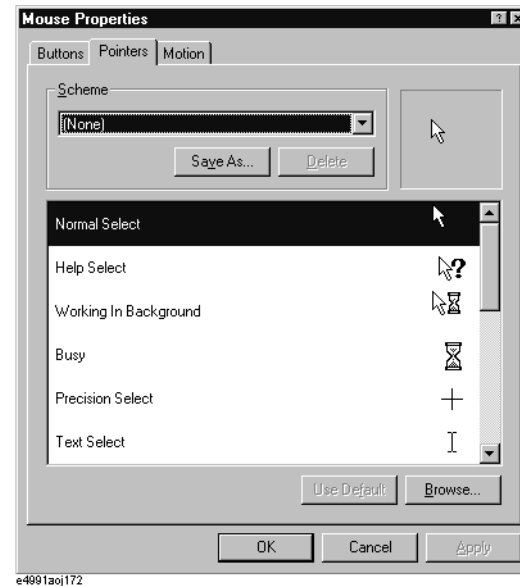 Mouse Properties
Buttons Pointers Motion
Scheme
(None)
Save As... Delete
Normal Select
Help Select
Working In Background
Busy
Precision Select
Text Select
Use Default Browse...
OK Cancel Apply
e4991aoj172